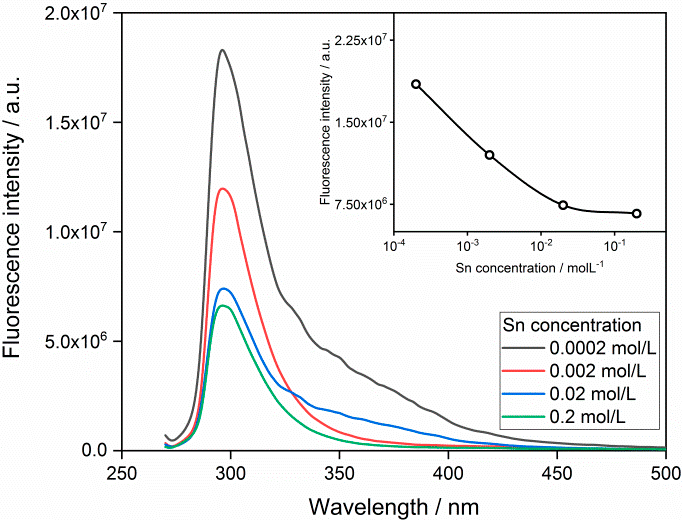 Fluorescence intensity / a.u.
2.0x10⁷
1.5x10⁷
1.0x10⁷
5.0x10⁶
0.0
250
300
350
400
450
500
Wavelength / nm
Fluorescence intensity / a.u.
2.25x10⁷
1.50x10⁷
7.50x10⁶
10⁻⁴
10⁻³
10⁻²
10⁻¹
Sn concentration / molL⁻¹
Sn concentration
0.0002 mol/L
0.002 mol/L
0.02 mol/L
0.2 mol/L